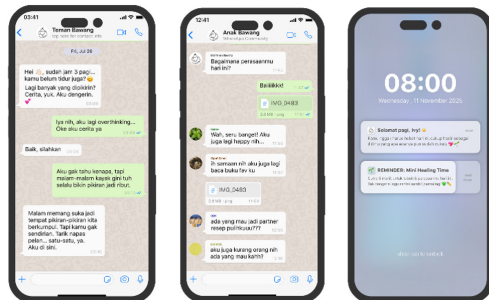 03:41
Teman Bawang
Fri, Jul 26
Hei 👋, sudah jam 3 pagi...
kamu belum tidur juga?
Lagi banyak yang dipikirin?
Cerita, yuk. Aku dengerin.
Iya nih, aku lagi overthinking...
Oke aku cerita ya
Baik, silahkan
Aku gak tahu kenapa, tapi
malam-malam kayak gini tuh
selalu bikin pikiran jadi ribut.
Malam memang suka jadi
tempat pikiran-pikiran kita
berkumpul. Tapi kamu gak
sendirian. Tarik napas
pelan... satu-satu, ya.
Aku di sini.
12:41
Anak Bawang
Bagaimana perasaanmu
hari ini?
Baiiikkk!
IMG_0483
Wah, seru banget! Aku
juga lagi happy nih...
Ih samaan nih aku juga lagi
baca buku fav ku
IMG_0483
ada yang mau jadi partner
resep pulihkuu???
aku juga kurang orang nih
ada yang mau kahh?
08:00
Wednesday, 11 November 2025
Selamat pagi, Ivy!
REMINDER: Mini Healing Time